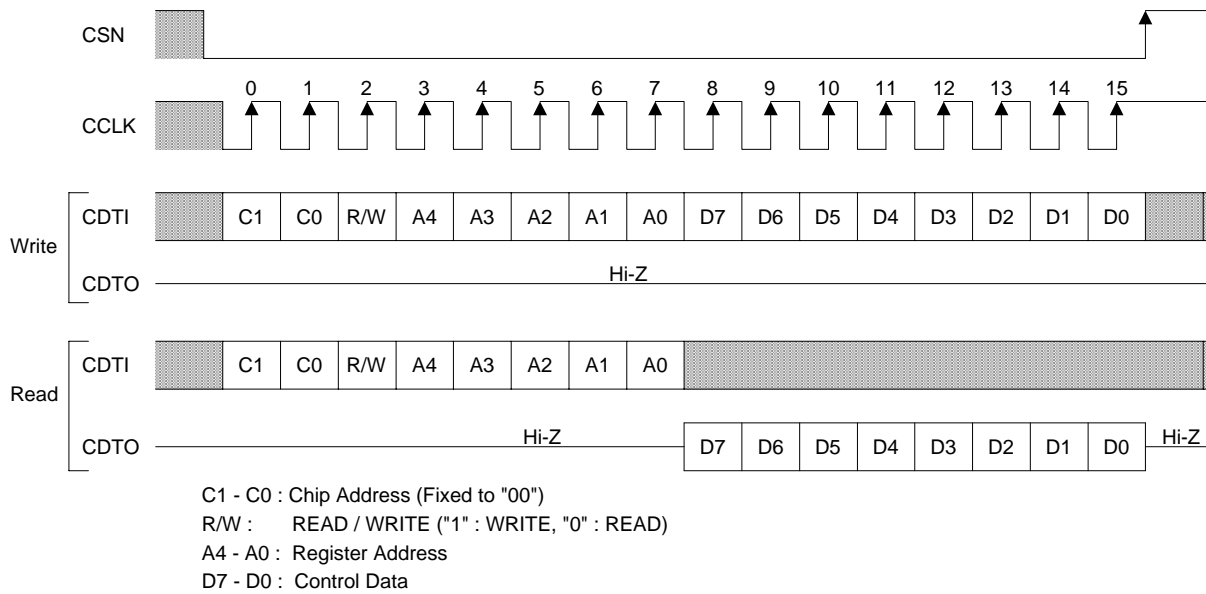 CSN
0 1 2 3 4 5 6 7 8 9 10 11 12 13 14 15
CCLK
Write
CDTI C1 C0 R/W A4 A3 A2 A1 A0 D7 D6 D5 D4 D3 D2 D1 D0
CDTO Hi-Z
Read
CDTI C1 C0 R/W A4 A3 A2 A1 A0
CDTO Hi-Z D7 D6 D5 D4 D3 D2 D1 D0 Hi-Z
C1 - C0 : Chip Address (Fixed to "00")
R/W : READ / WRITE ("1" : WRITE, "0" : READ)
A4 - A0 : Register Address
D7 - D0 : Control Data